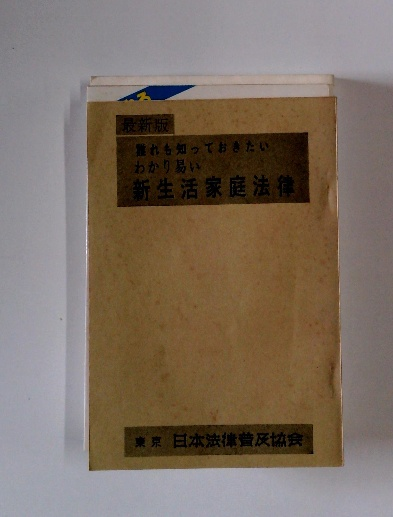 最新版
誰れも知っておきたい
わかり易い
新生活家庭法律
東京 日本法律普及協会